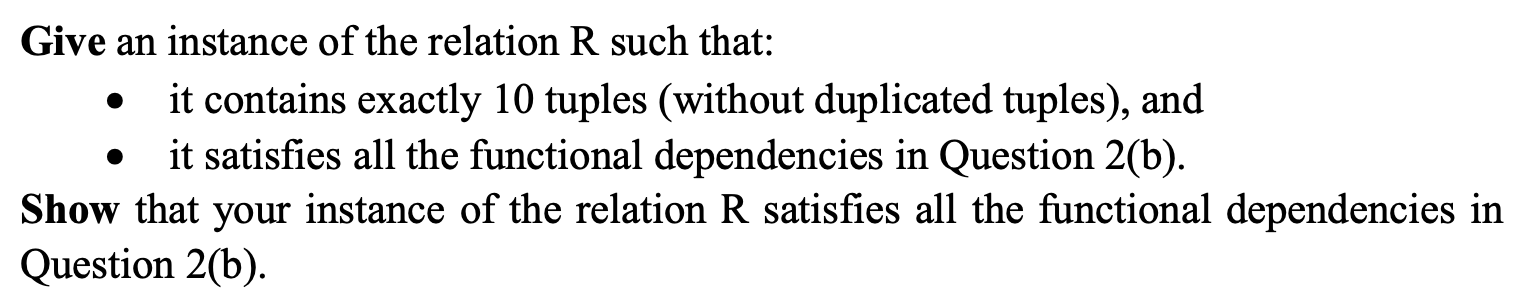 Give an instance of the relation R such that:
• it contains exactly 10 tuples (without duplicated tuples), and
• it satisfies all the functional dependencies in Question 2(b).
Show that your instance of the relation R satisfies all the functional dependencies in
Question 2(b).